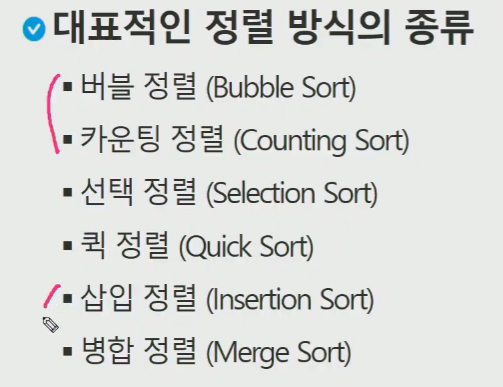 대표적인 정렬 방식의 종류
▪ 버블 정렬 (Bubble Sort)
▪ 카운팅 정렬 (Counting Sort)
▪ 선택 정렬 (Selection Sort)
▪ 퀵 정렬 (Quick Sort)
▪ 삽입 정렬 (Insertion Sort)
▪ 병합 정렬 (Merge Sort)